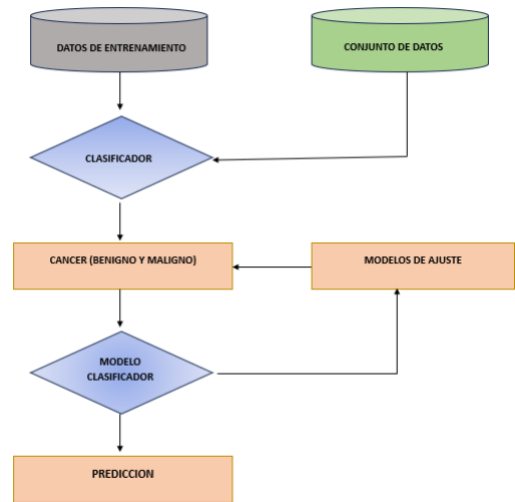 DATOS DE ENTRENAMIENTO
CONJUNTO DE DATOS
CLASIFICADOR
CANCER (BENIGNO Y MALIGNO)
MODELOS DE AJUSTE
MODELO
CLASIFICADOR
PREDICCION